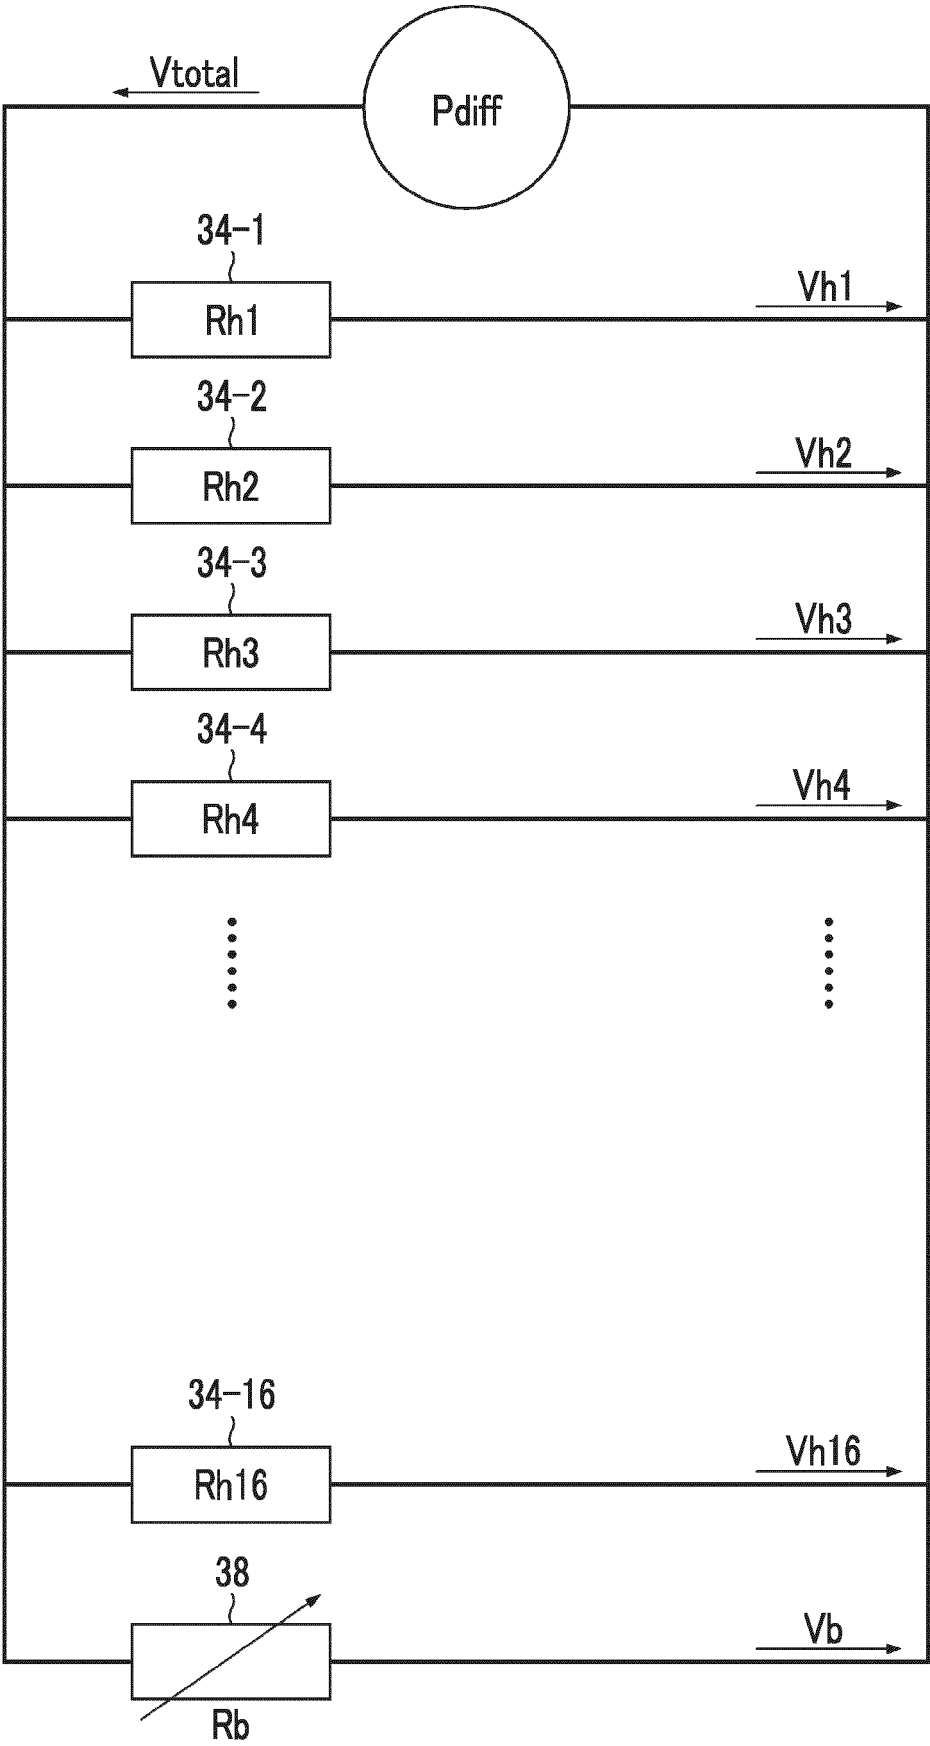 Vtotal
Pdiff
34-1
Rh1
Vh1
34-2
Rh2
Vh2
34-3
Rh3
Vh3
34-4
Rh4
Vh4
34-16
Rh16
Vh16
38
Vb
Rb